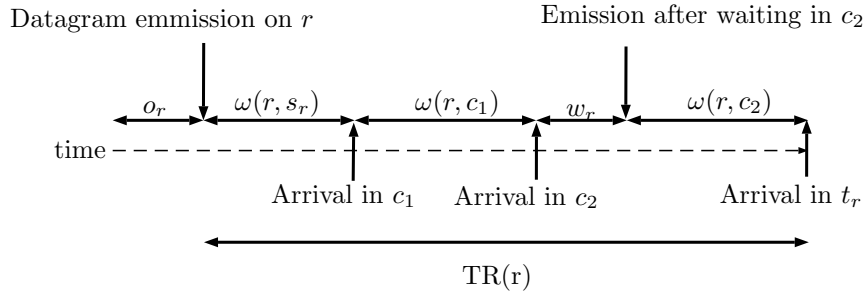 Datagram emmission on r
Emission after waiting in c₂
oᵣ
ω(r, sᵣ)
ω(r, c₁)
wᵣ
ω(r, c₂)
time
Arrival in c₁
Arrival in c₂
Arrival in tᵣ
TR(r)